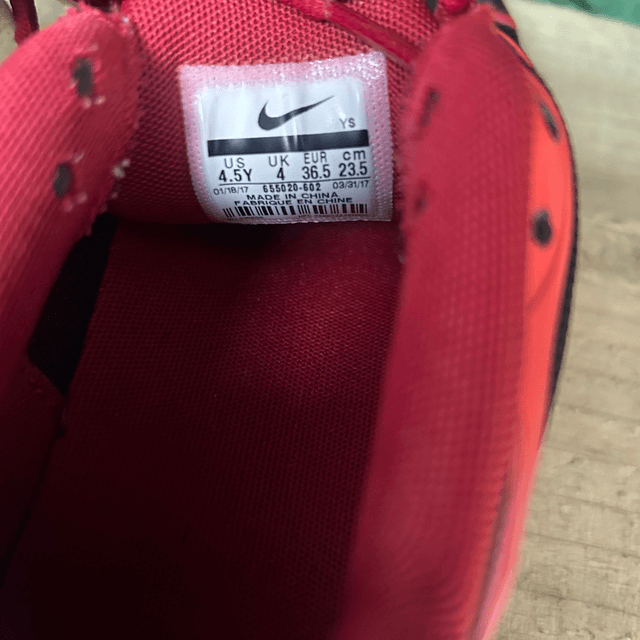 YS
US UK EUR cm
4.5Y 4 36.5 23.5
01/18/17 655020-602 03/31/17
MADE IN CHINA
FABRIQUE EN CHINE